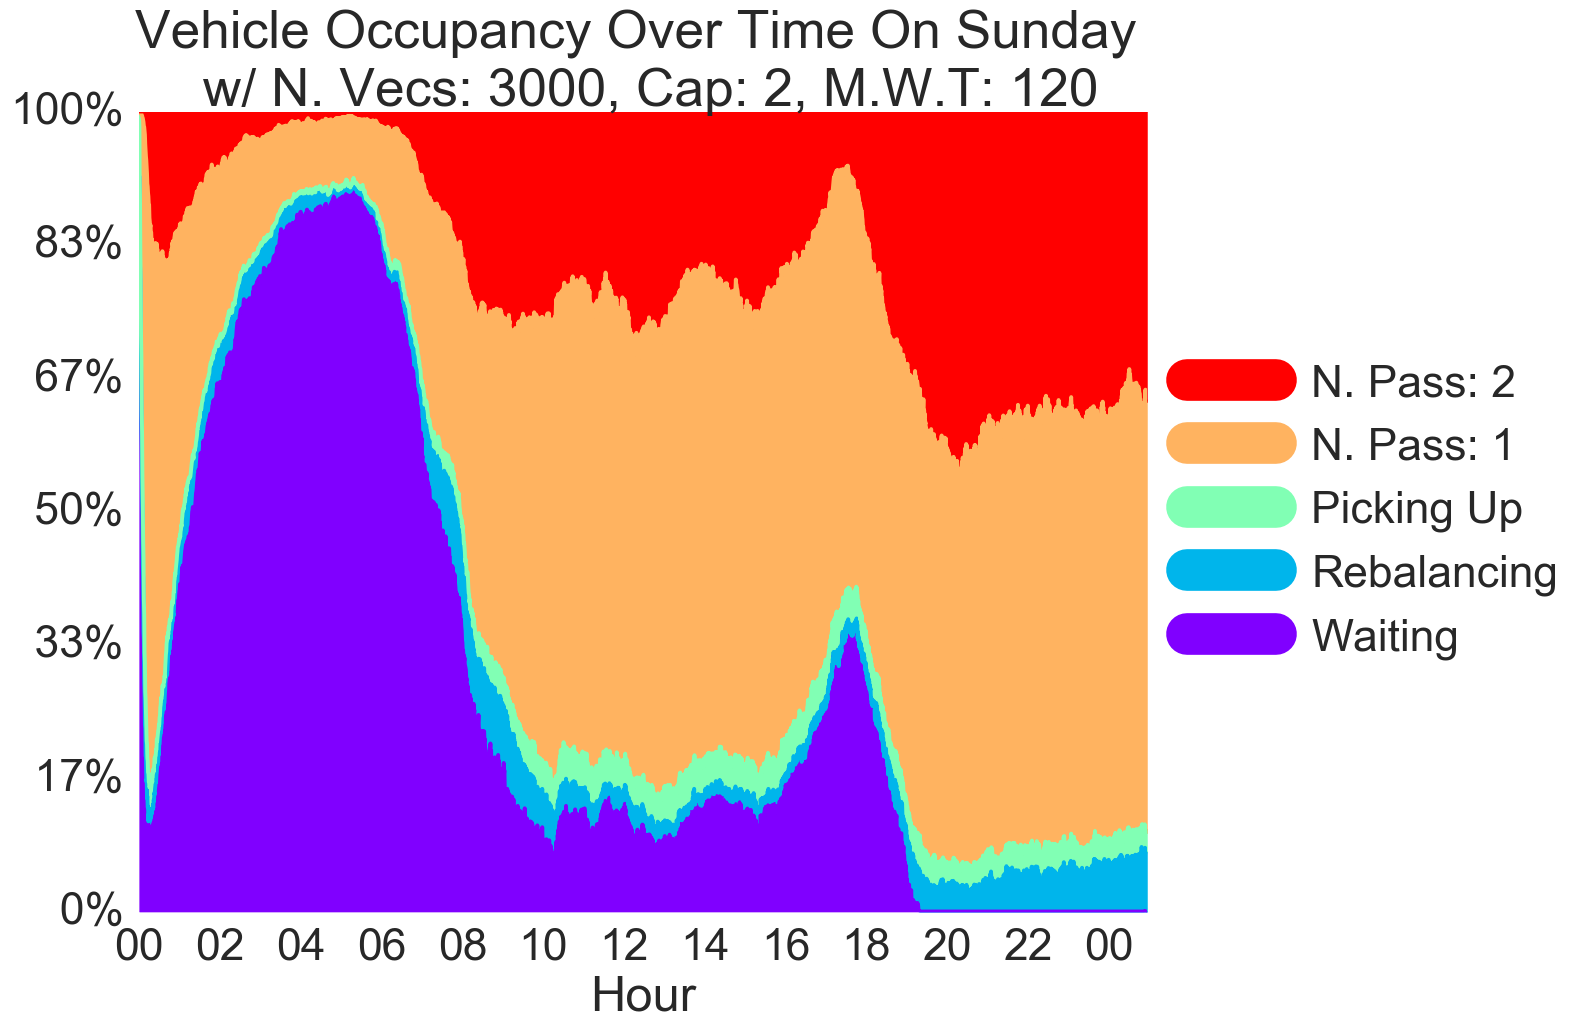 Vehicle Occupancy Over Time On Sunday
w/ N. Vecs: 3000, Cap: 2, M.W.T: 120
100%
83%
67%
50%
33%
17%
0%
00 02 04 06 08 10 12 14 16 18 20 22 00
Hour
N. Pass: 2
N. Pass: 1
Picking Up
Rebalancing
Waiting